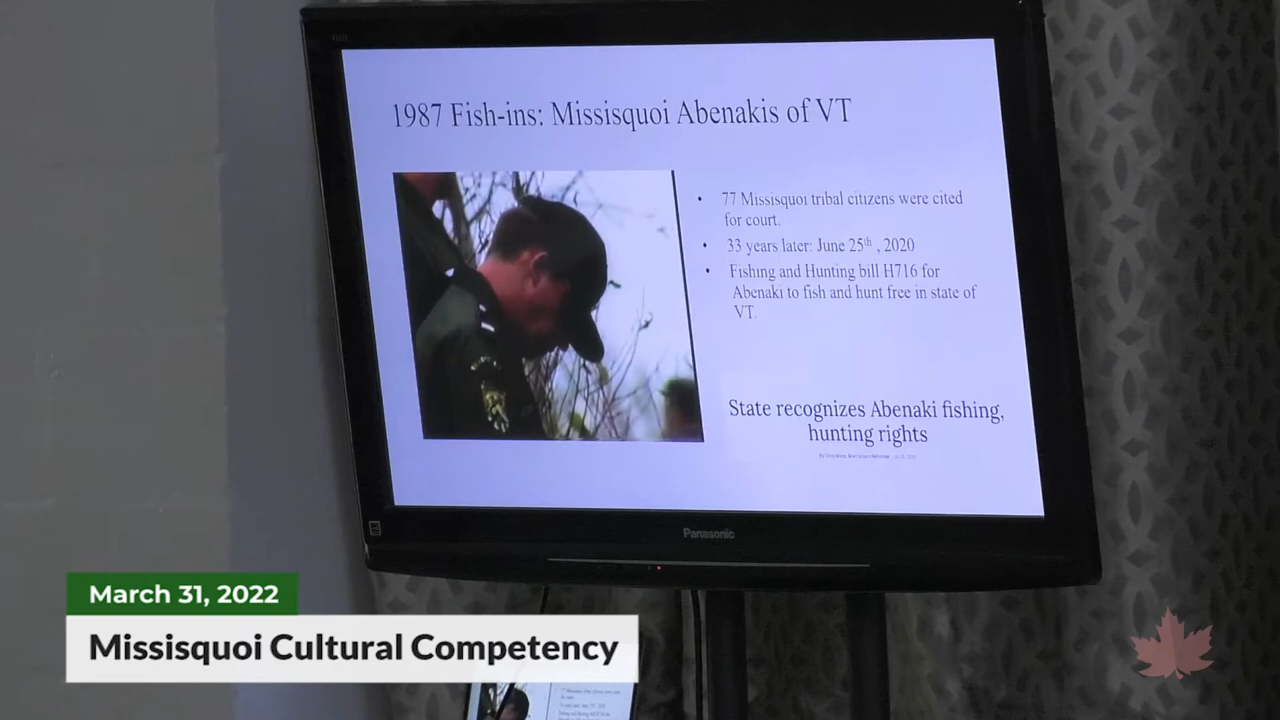 1987 Fish-ins: Missisquoi Abenakis of VT
• 77 Missisquoi tribal citizens were cited
for court.
• 33 years later: June 25th , 2020
• Fishing and Hunting bill H716 for
Abenaki to fish and hunt free in state of
VT.
State recognizes Abenaki fishing,
hunting rights
Panasonic
March 31, 2022
Missisquoi Cultural Competency